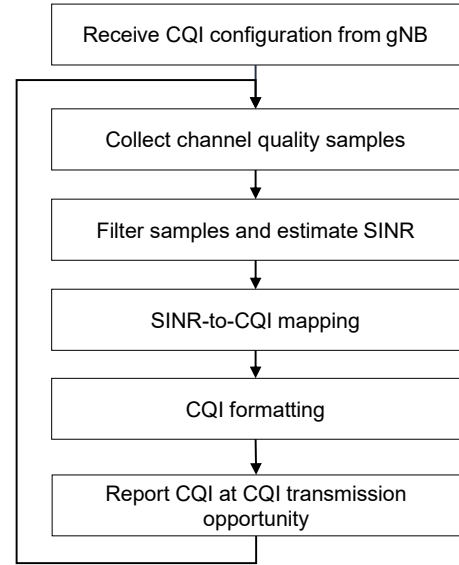 Receive CQI configuration from gNB
Collect channel quality samples
Filter samples and estimate SINR
SINR-to-CQI mapping
CQI formatting
Report CQI at CQI transmission
opportunity